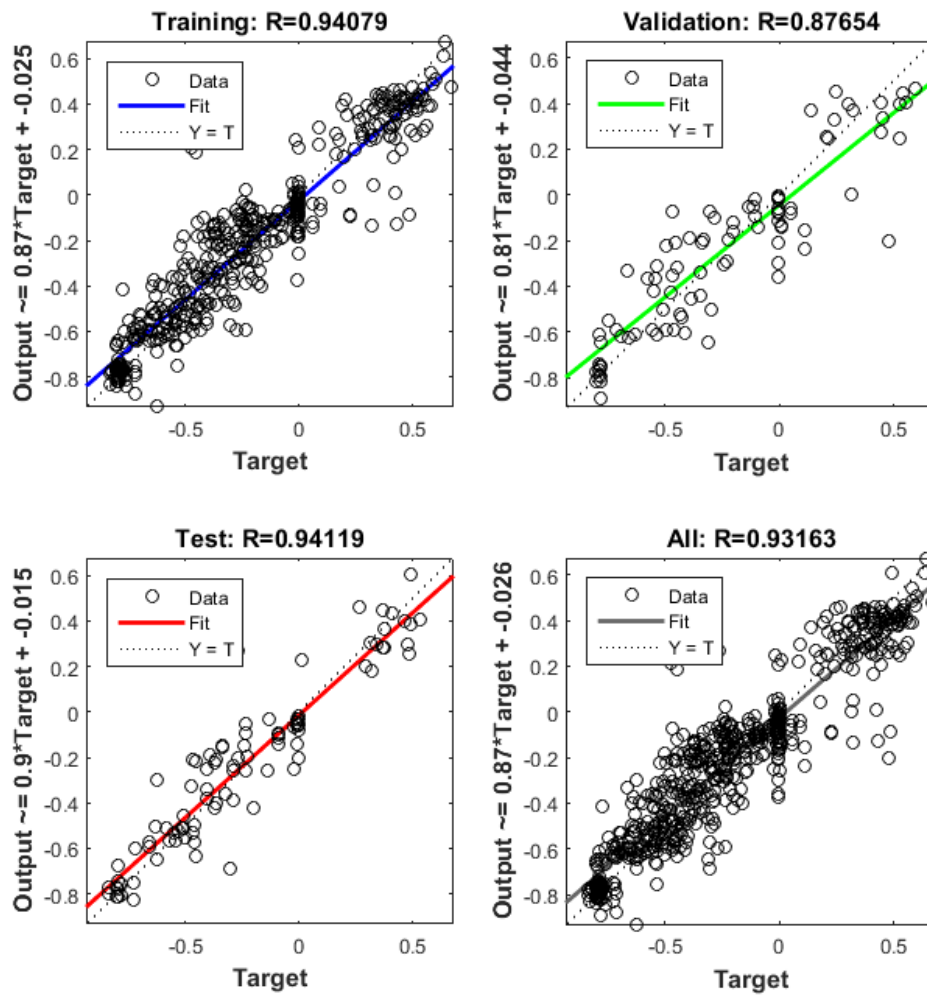 Training: R=0.94079
Output ~= 0.87*Target + -0.025
0.6
0.4
0.2
0
-0.2
-0.4
-0.6
-0.8
Data
Fit
Y = T
-0.5
0
0.5
Target
Validation: R=0.87654
Output ~= 0.81*Target + -0.044
0.6
0.4
0.2
0
-0.2
-0.4
-0.6
-0.8
Data
Fit
Y = T
-0.5
0
0.5
Target
Test: R=0.94119
Output ~= 0.9*Target + -0.015
0.6
0.4
0.2
0
-0.2
-0.4
-0.6
-0.8
Data
Fit
Y = T
-0.5
0
0.5
Target
All: R=0.93163
Output ~= 0.87*Target + -0.026
0.6
0.4
0.2
0
-0.2
-0.4
-0.6
-0.8
Data
Fit
Y = T
-0.5
0
0.5
Target